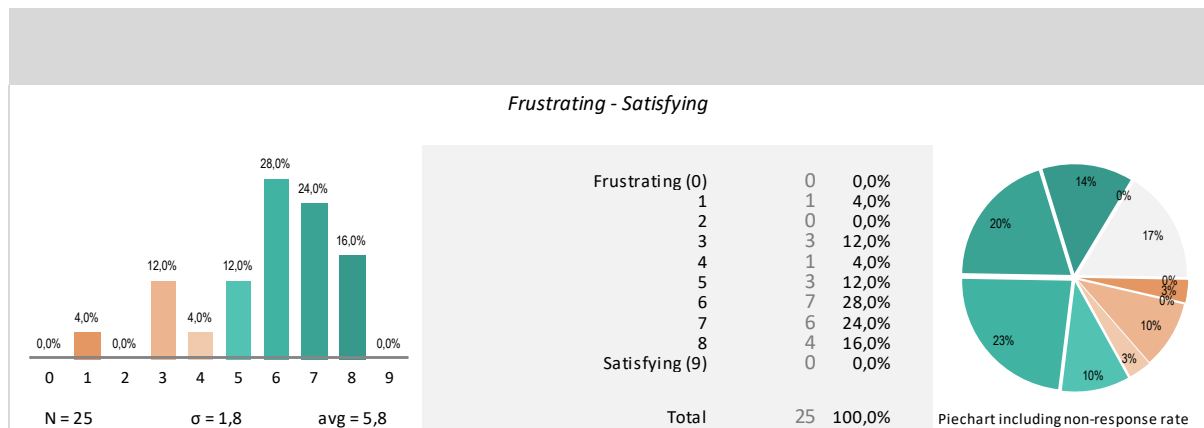 Frustrating - Satisfying
28,0%
24,0%
16,0%
12,0%
12,0%
4,0%
4,0%
0,0%
0,0%
0,0%
0 1 2 3 4 5 6 7 8 9
N = 25 σ = 1,8 avg = 5,8
Frustrating (0) 0 0,0%
1 1 4,0%
2 0 0,0%
3 3 12,0%
4 1 4,0%
5 3 12,0%
6 7 28,0%
7 6 24,0%
8 4 16,0%
Satisfying (9) 0 0,0%
Total 25 100,0%
14%
0%
20%
17%
0%
3%
0%
10%
23%
3%
10%
Piechart including non-response rate